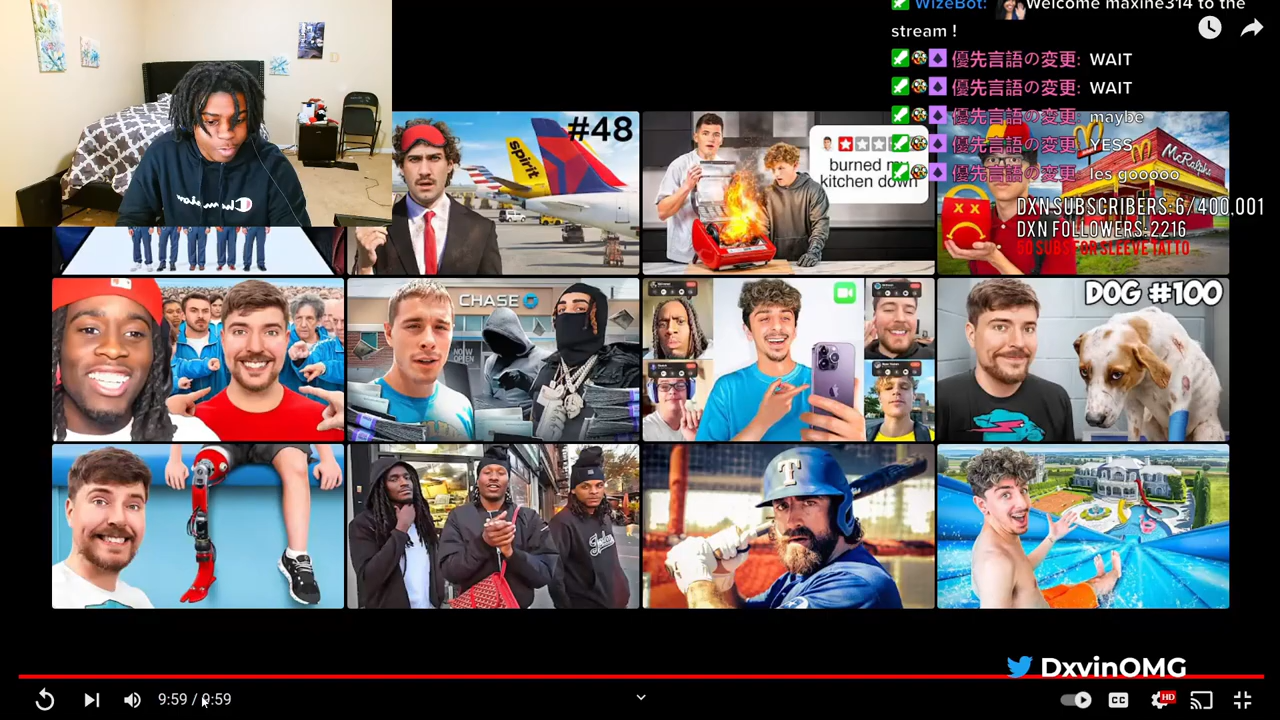 WizeBot: Welcome maxine314 to the
stream !
優先言語の変更: WAIT
優先言語の変更: WAIT
優先言語の変更: maybe
優先言語の変更: YESS
優先言語の変更: les gooooo
DXN SUBSCRIBERS: 6/400,001
DXN FOLLOWERS: 2216
50 SUBS FOR SLEEVE TATTO
#48
spirit
burned my
kitchen down
McRalphs
Champion
CHASE
NOW
OPEN
DOG #100
T
DxvinOMG
9:59 / 9:59
CC
HD